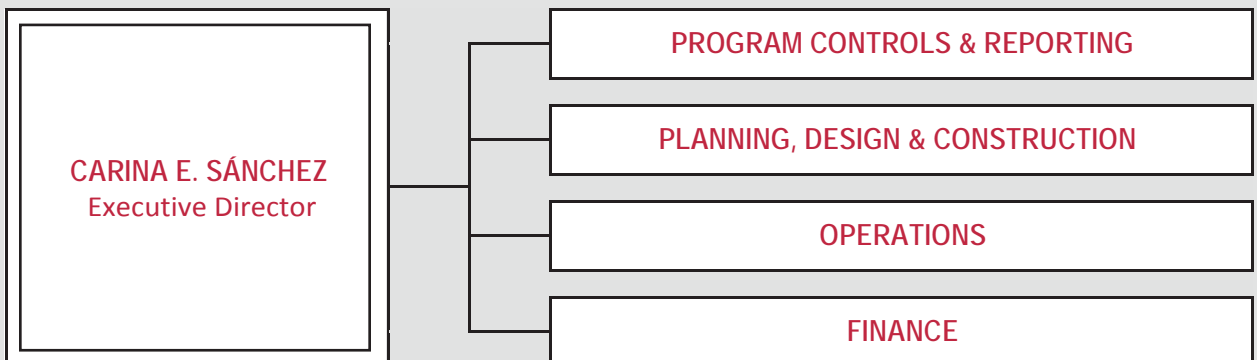 CARINA E. SÁNCHEZ
Executive Director
PROGRAM CONTROLS & REPORTING
PLANNING, DESIGN & CONSTRUCTION
OPERATIONS
FINANCE